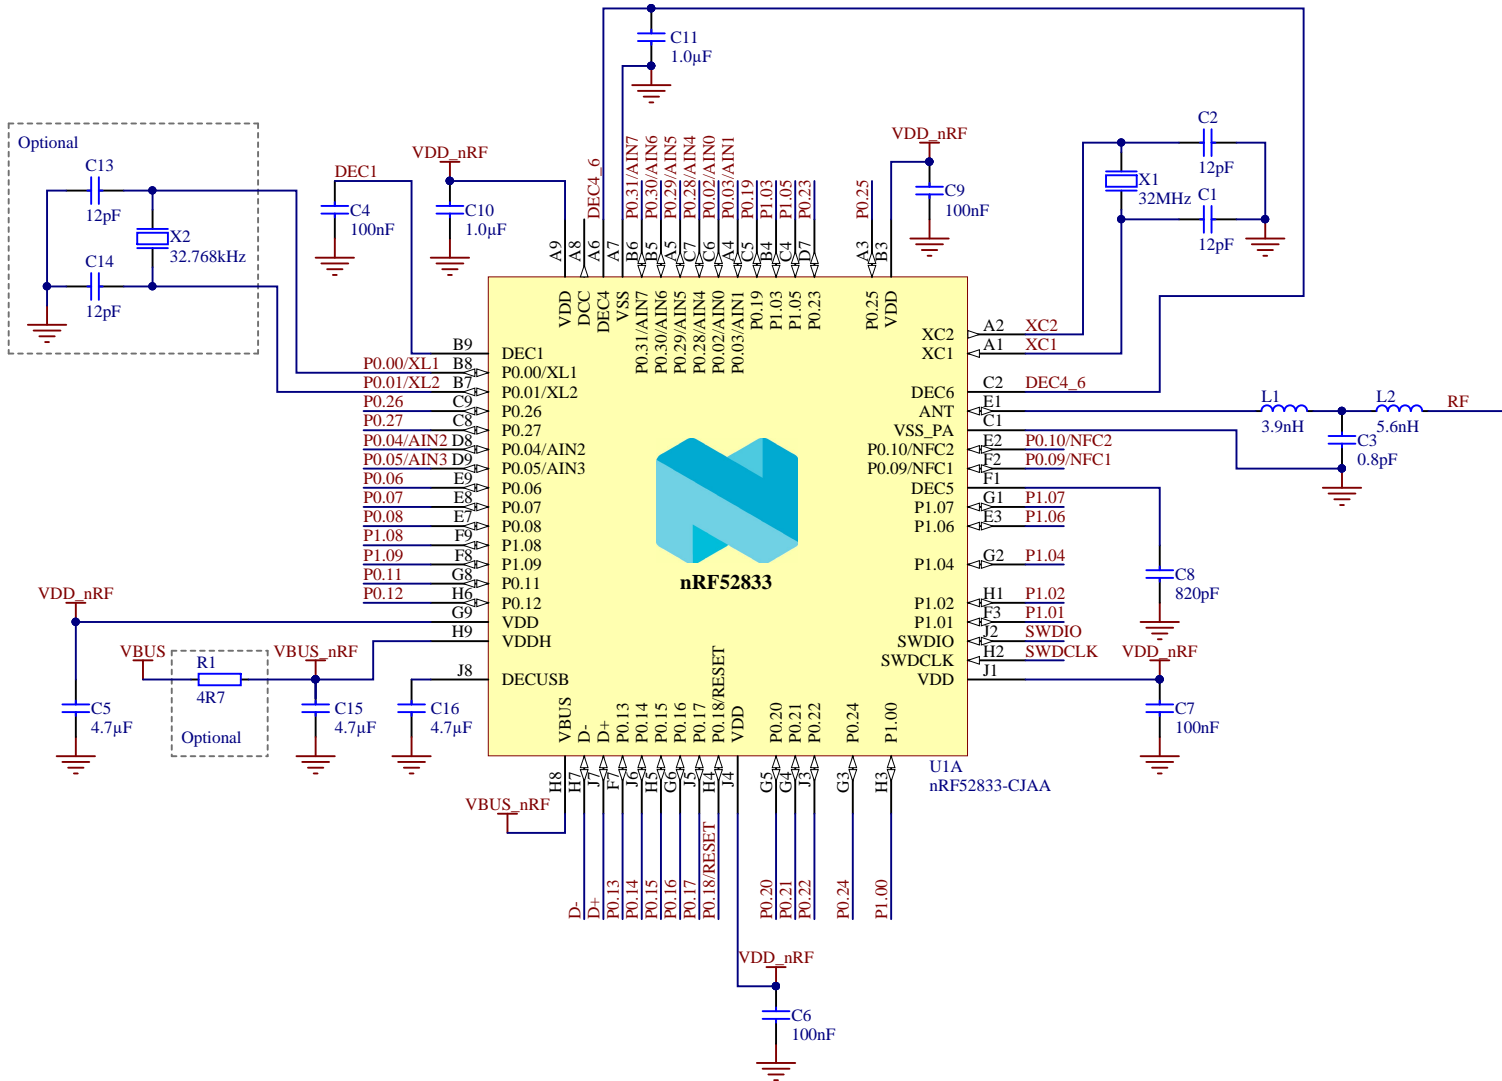 C11
1.0µF
Optional
C13
12pF
X2
32.768kHz
C14
12pF
DEC1
C4
100nF
VDD_nRF
C10
1.0µF
DEC4_6
P0.31/AIN7
P0.30/AIN6
P0.29/AIN5
P0.28/AIN4
P0.02/AIN0
P0.03/AIN1
P0.19
P1.03
P1.05
P0.23
P0.25
VDD_nRF
C9
100nF
C2
12pF
X1
32MHz
C1
12pF
A9
A8
A6
A7
B6
B5
A5
C7
C6
A4
C5
B4
C4
D7
A3
B3
VDD
DCC
DEC4
VSS
P0.31/AIN7
P0.30/AIN6
P0.29/AIN5
P0.28/AIN4
P0.02/AIN0
P0.03/AIN1
P0.19
P1.03
P1.05
P0.23
P0.25
VDD
B9 DEC1
P0.00/XL1 B8 P0.00/XL1
P0.01/XL2 B7 P0.01/XL2
P0.26 C9 P0.26
P0.27 C8 P0.27
P0.04/AIN2 D8 P0.04/AIN2
P0.05/AIN3 D9 P0.05/AIN3
P0.06 E9 P0.06
P0.07 E8 P0.07
P0.08 E7 P0.08
P1.08 F9 P1.08
P1.09 F8 P1.09
P0.11 G8 P0.11
P0.12 H6 P0.12
G9 VDD
H9 VDDH
J8 DECUSB
XC2 A2 XC2
XC1 A1 XC1
DEC6 C2 DEC4_6
ANT E1
VSS_PA C1
P0.10/NFC2 E2 P0.10/NFC2
P0.09/NFC1 F2 P0.09/NFC1
DEC5 F1
P1.07 G1 P1.07
P1.06 E3 P1.06
P1.04 G2 P1.04
P1.02 H1 P1.02
P1.01 F3 P1.01
SWDIO J2 SWDIO
SWDCLK H2 SWDCLK
VDD J1
L1
3.9nH
L2
5.6nH
RF
C3
0.8pF
C8
820pF
VDD_nRF
C7
100nF
nRF52833
VDD_nRF
C5
4.7µF
VBUS
R1
4R7
Optional
VBUS_nRF
C15
4.7µF
C16
4.7µF
VBUS
D-
D+
P0.13
P0.14
P0.15
P0.16
P0.17
P0.18/RESET
VDD
P0.20
P0.21
P0.22
P0.24
P1.00
U1A
nRF52833-CJAA
H8
H7
J7
F7
J6
H5
G6
J5
H4
J4
G5
G4
J3
G3
H3
VBUS_nRF
D-
D+
P0.13
P0.14
P0.15
P0.16
P0.17
P0.18/RESET
P0.20
P0.21
P0.22
P0.24
P1.00
VDD_nRF
C6
100nF